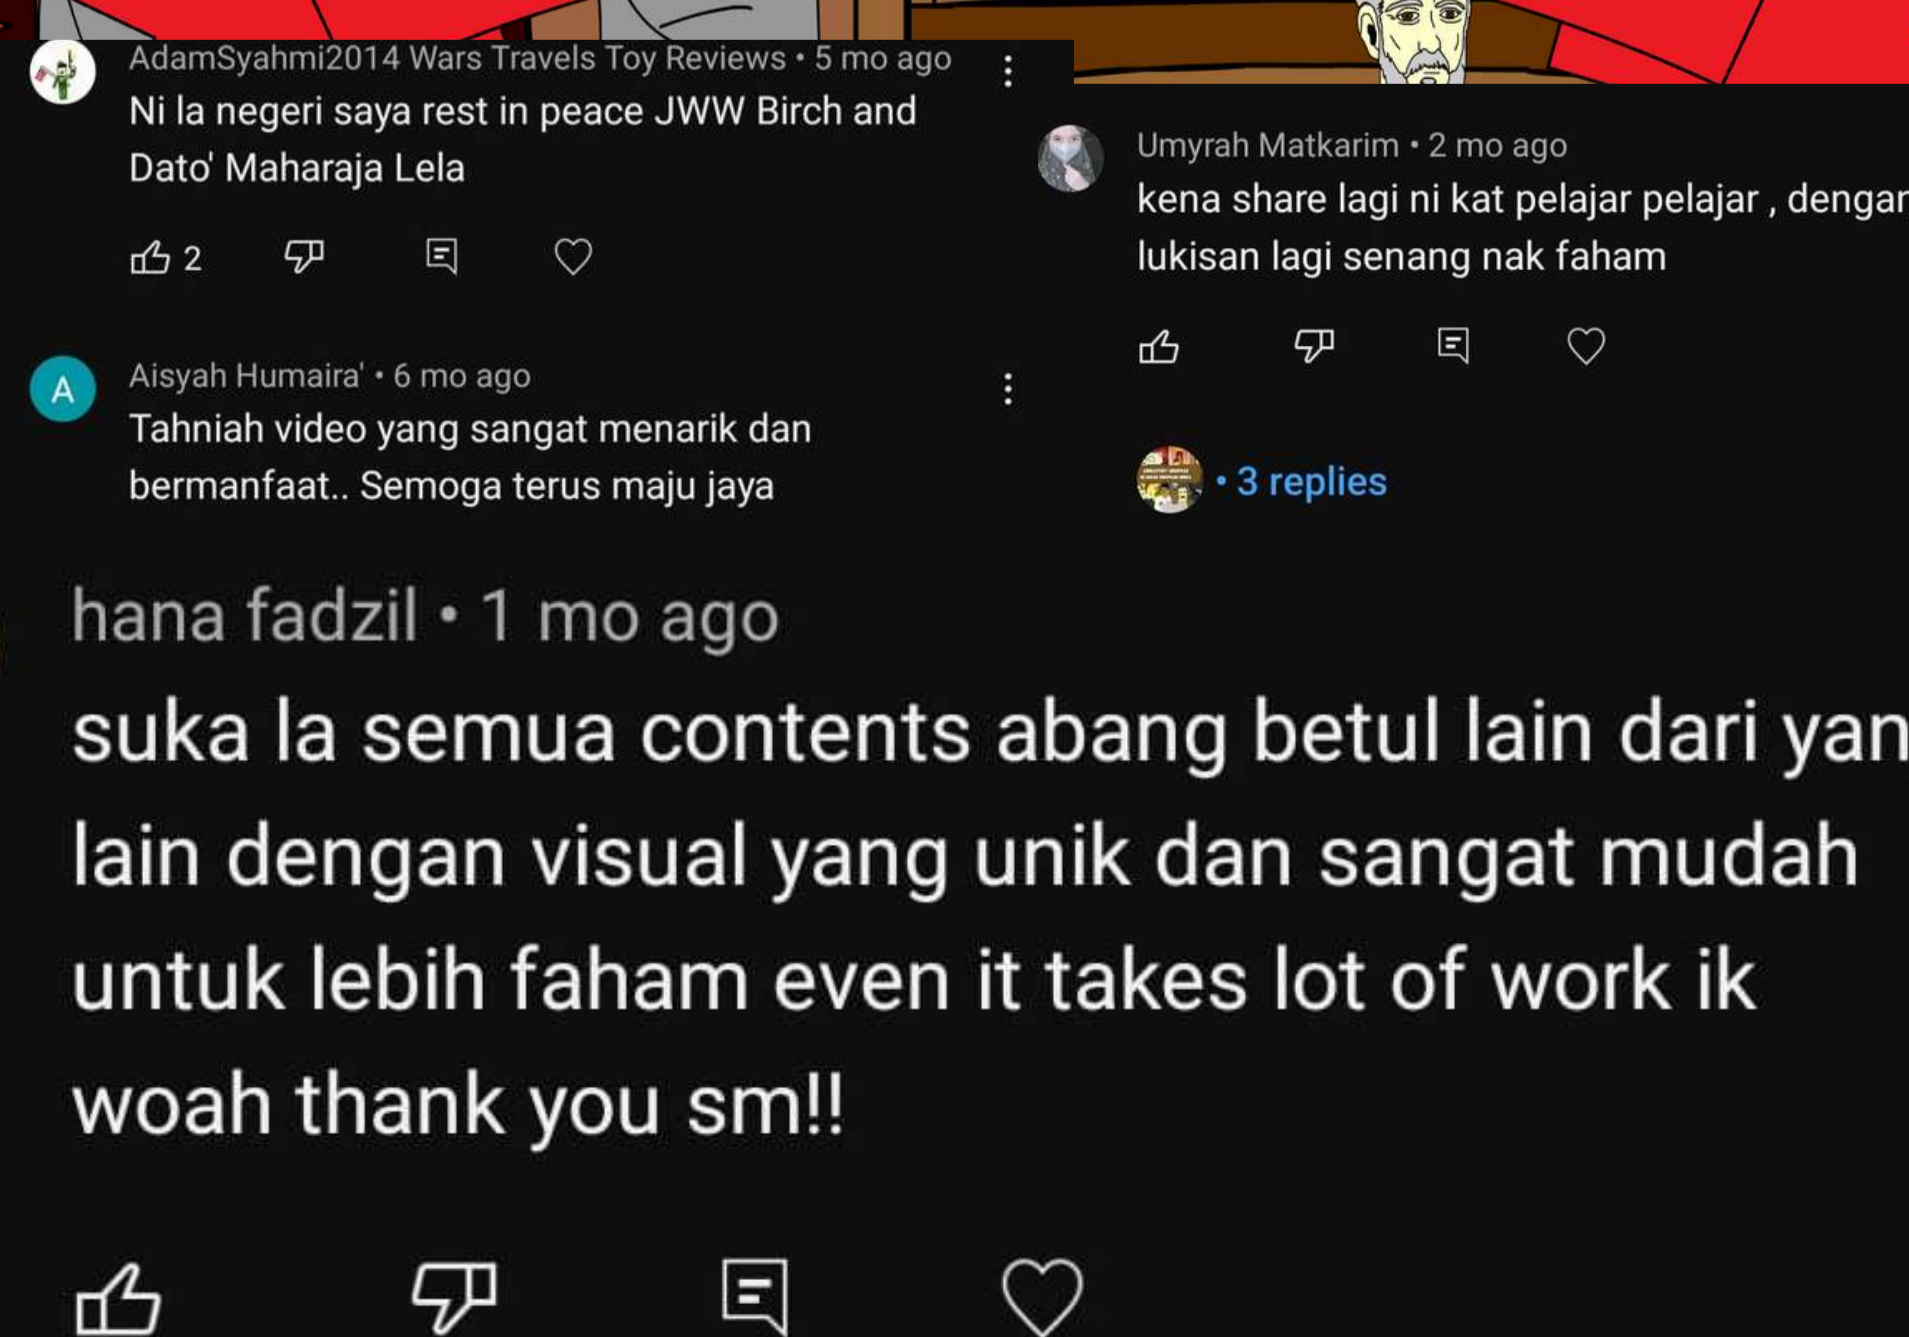 AdamSyahmi2014 Wars Travels Toy Reviews • 5 mo ago
Ni la negeri saya rest in peace JWW Birch and
Dato' Maharaja Lela
2
Aisyah Humaira' • 6 mo ago
A
Tahniah video yang sangat menarik dan
bermanfaat.. Semoga terus maju jaya
Umyrah Matkarim • 2 mo ago
kena share lagi ni kat pelajar pelajar , dengan
lukisan lagi senang nak faham
• 3 replies
hana fadzil • 1 mo ago
suka la semua contents abang betul lain dari yan
lain dengan visual yang unik dan sangat mudah
untuk lebih faham even it takes lot of work ik
woah thank you sm!!